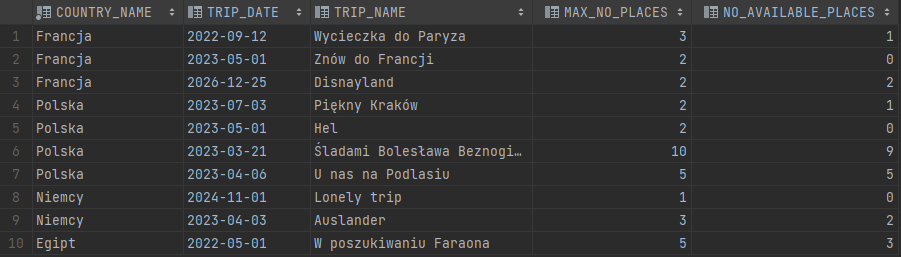 COUNTRY_NAME TRIP_DATE TRIP_NAME MAX_NO_PLACES NO_AVAILABLE_PLACES
1 Francja 2022-09-12 Wycieczka do Paryza 3 1
2 Francja 2023-05-01 Znów do Francji 2 0
3 Francja 2026-12-25 Disnayland 2 2
4 Polska 2023-07-03 Piękny Kraków 2 1
5 Polska 2023-05-01 Hel 2 0
6 Polska 2023-03-21 Śladami Bolesława Beznogi… 10 9
7 Polska 2023-04-06 U nas na Podlasiu 5 5
8 Niemcy 2024-11-01 Lonely trip 1 0
9 Niemcy 2023-04-03 Auslander 3 2
10 Egipt 2022-05-01 W poszukiwaniu Faraona 5 3